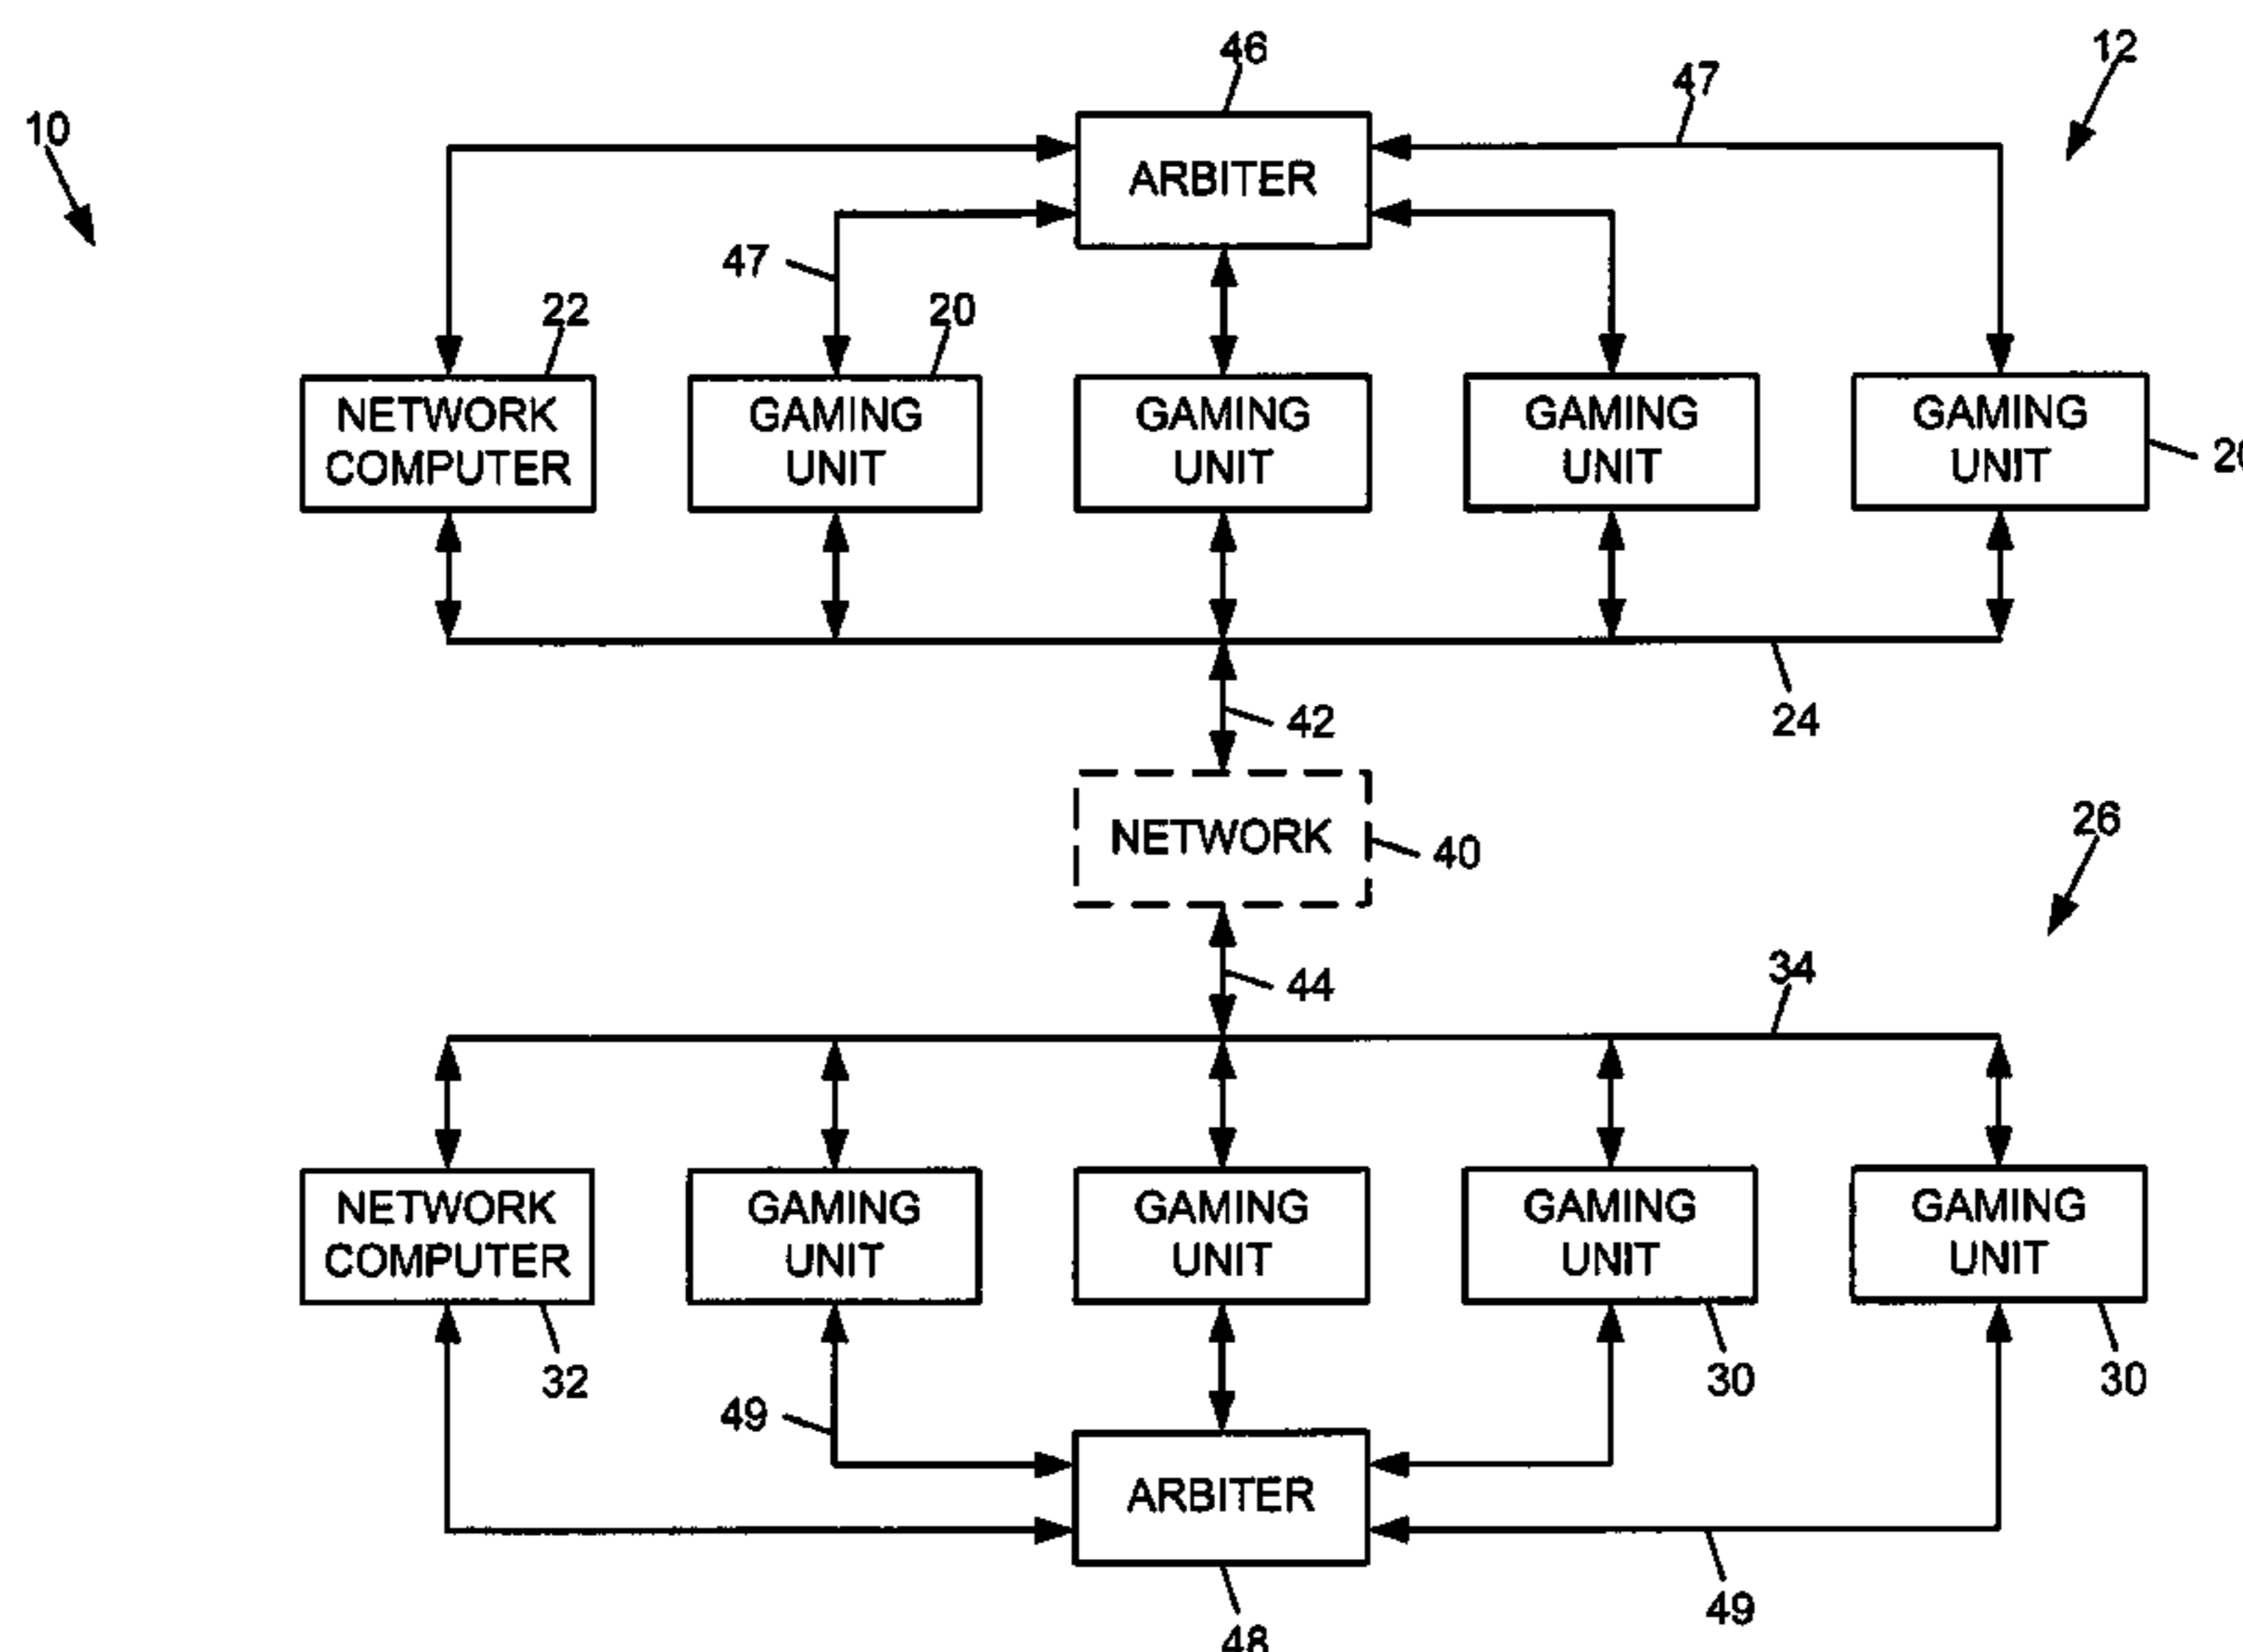 46
12
47
10
ARBITER
47
22
20
NETWORK
COMPUTER
GAMING
UNIT
GAMING
UNIT
GAMING
UNIT
GAMING
UNIT
20
42
24
NETWORK
40
26
44
34
NETWORK
COMPUTER
GAMING
UNIT
GAMING
UNIT
GAMING
UNIT
GAMING
UNIT
32
30
30
49
ARBITER
49
48